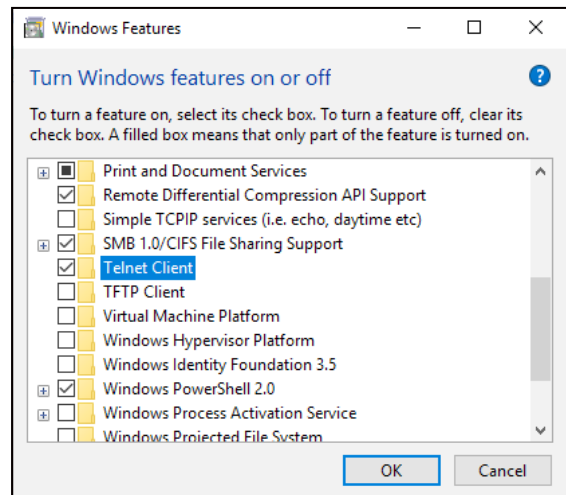 Windows Features
Turn Windows features on or off
?
To turn a feature on, select its check box. To turn a feature off, clear its
check box. A filled box means that only part of the feature is turned on.
Print and Document Services
Remote Differential Compression API Support
Simple TCPIP services (i.e. echo, daytime etc)
SMB 1.0/CIFS File Sharing Support
Telnet Client
TFTP Client
Virtual Machine Platform
Windows Hypervisor Platform
Windows Identity Foundation 3.5
Windows PowerShell 2.0
Windows Process Activation Service
Windows Projected File System
OK Cancel